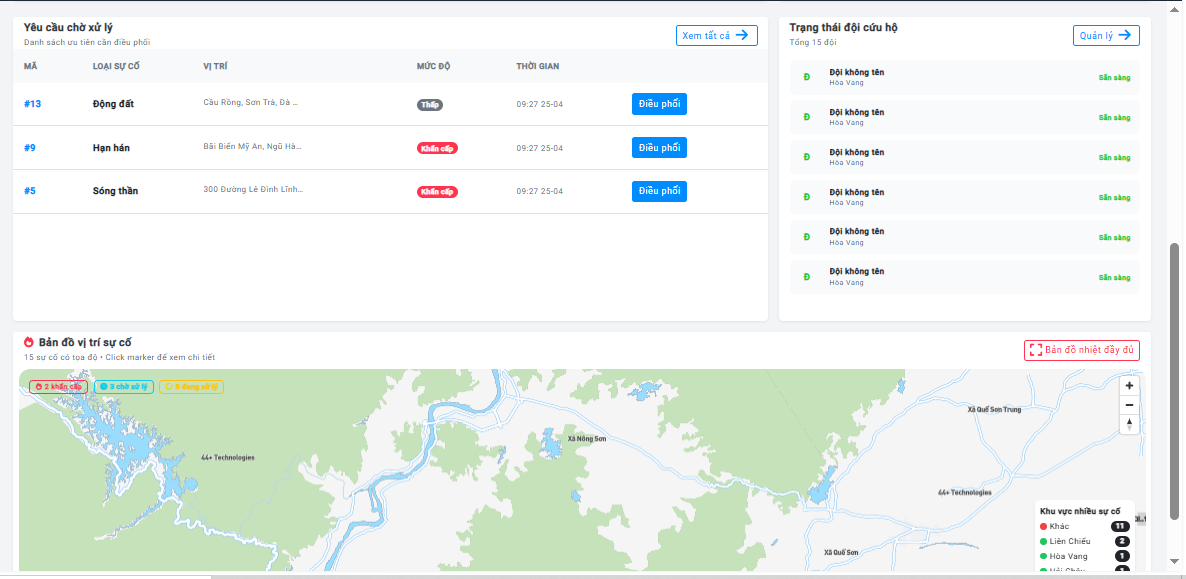 Yêu cầu chờ xử lý
Danh sách ưu tiên cần điều phối
Xem tất cả
MÃ LOẠI SỰ CỐ VỊ TRÍ MỨC ĐỘ THỜI GIAN
#13 Động đất Cầu Rồng, Sơn Trà, Đà ... Thấp 09:27 25-04 Điều phối
#9 Hạn hán Bãi Biển Mỹ An, Ngũ Hà... Khẩn cấp 09:27 25-04 Điều phối
#5 Sóng thần 300 Đường Lê Đình Lĩnh... Khẩn cấp 09:27 25-04 Điều phối
Trạng thái đội cứu hộ
Tổng 15 đội
Quản lý
Đ Đội không tên Sẵn sàng
Hòa Vang
Đ Đội không tên Sẵn sàng
Hòa Vang
Đ Đội không tên Sẵn sàng
Hòa Vang
Đ Đội không tên Sẵn sàng
Hòa Vang
Đ Đội không tên Sẵn sàng
Hòa Vang
Đ Đội không tên Sẵn sàng
Hòa Vang
Bản đồ vị trí sự cố
15 sự cố có tọa độ • Click marker để xem chi tiết
Bản đồ nhiệt đầy đủ
2 khẩn cấp 3 chờ xử lý đang xử lý
Xã Quế Sơn Trung
Xã Nông Sơn
44+ Technologies
44+ Technologies
Xã Quế Sơn
Khu vực nhiều sự cố
Khác 11
Liên Chiểu 2
Hòa Vang 1
Hải Châu 1